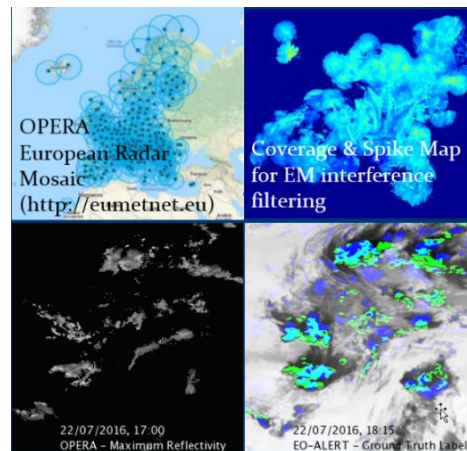 OPERA
European Radar
Mosaic
(http://eumetnet.eu)
Coverage & Spike Map
for EM interference
filtering
22/07/2016, 17:00
OPERA – Maximum Reflectivity
22/07/2016, 18:15
EO-ALERT – Ground Truth Label